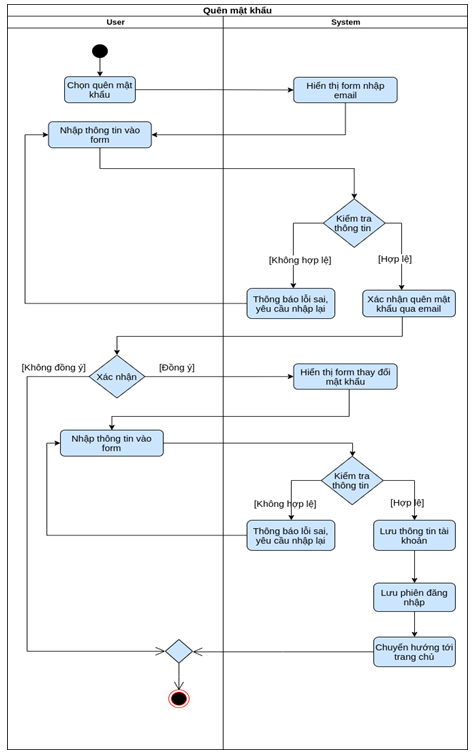 Quên mật khẩu
User
System
Chọn quên mật
khẩu
Hiển thị form nhập
email
Nhập thông tin vào
form
Kiểm tra
thông tin
[Không hợp lệ]
[Hợp lệ]
Thông báo lỗi sai,
yêu cầu nhập lại
Xác nhận quên mật
khẩu qua email
[Không đồng ý]
Xác nhận
[Đồng ý]
Hiển thị form thay đổi
mật khẩu
Nhập thông tin vào
form
Kiểm tra
thông tin
[Không hợp lệ]
[Hợp lệ]
Thông báo lỗi sai,
yêu cầu nhập lại
Lưu thông tin tài
khoản
Lưu phiên đăng
nhập
Chuyển hướng tới
trang chủ